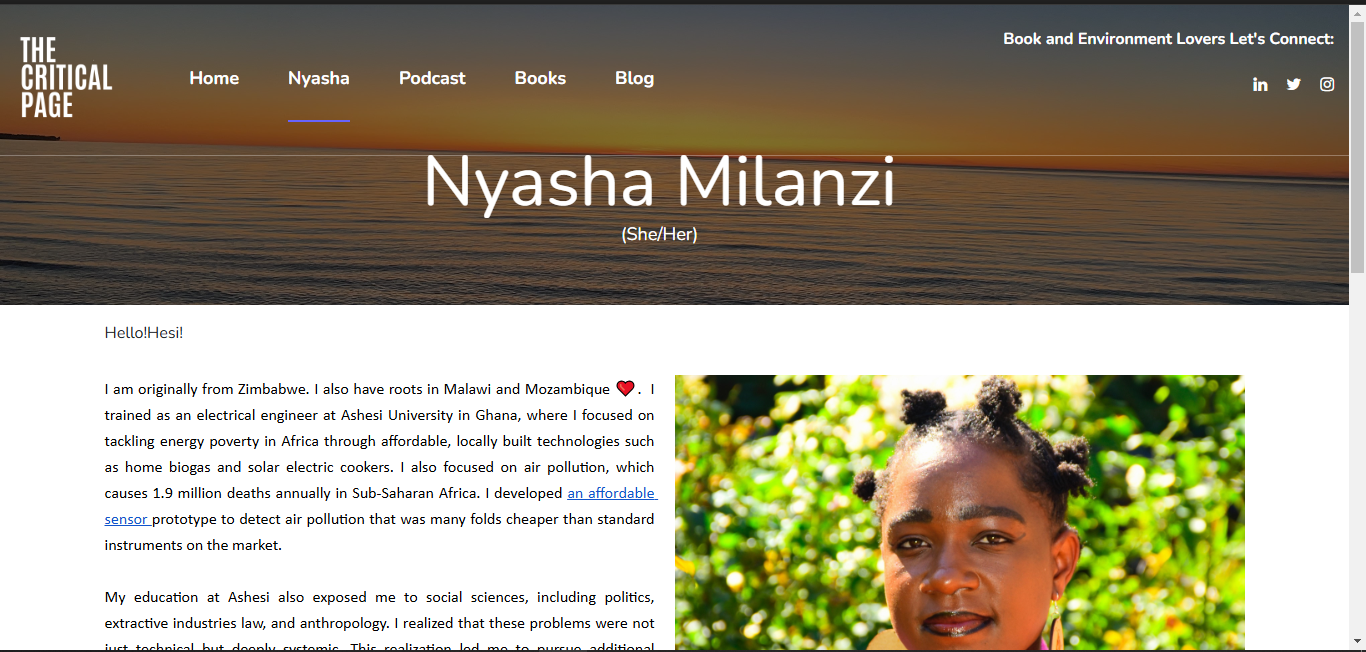 THE
CRITICAL
PAGE
Home Nyasha Podcast Books Blog
Book and Environment Lovers Let's Connect:
in
Nyasha Milanzi
(She/Her)
Hello!Hesi!
I am originally from Zimbabwe. I also have roots in Malawi and Mozambique ❤️. I
trained as an electrical engineer at Ashesi University in Ghana, where I focused on
tackling energy poverty in Africa through affordable, locally built technologies such
as home biogas and solar electric cookers. I also focused on air pollution, which
causes 1.9 million deaths annually in Sub-Saharan Africa. I developed an affordable
sensor prototype to detect air pollution that was many folds cheaper than standard
instruments on the market.
My education at Ashesi also exposed me to social sciences, including politics,
extractive industries law, and anthropology. I realized that these problems were not
just technical but deeply systemic. This realization led me to pursue additional